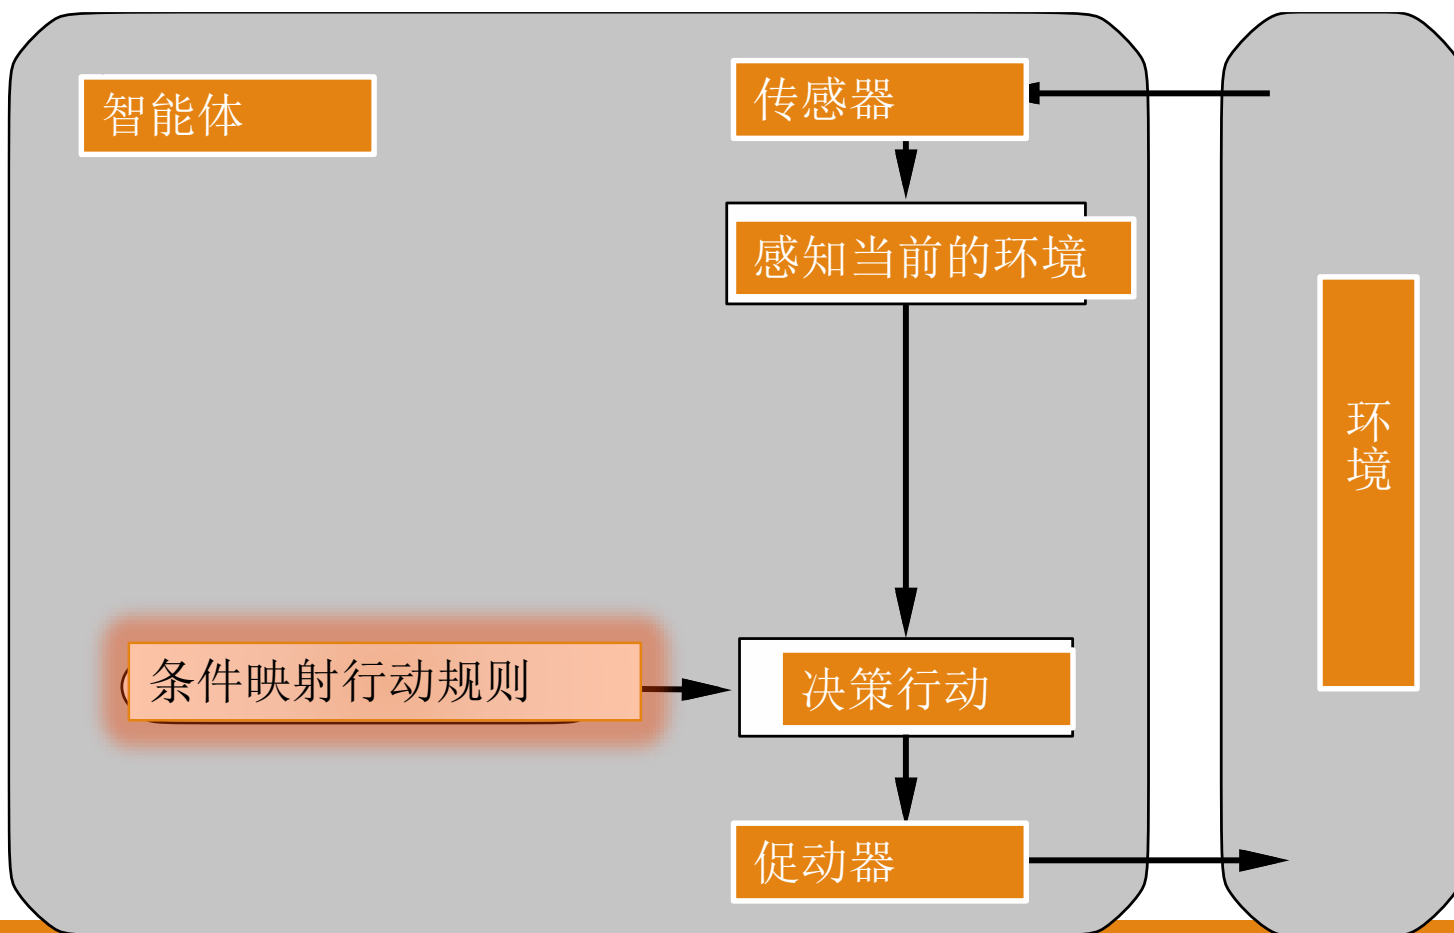 智能体
传感器
感知当前的环境
环境
条件映射行动规则
决策行动
促动器